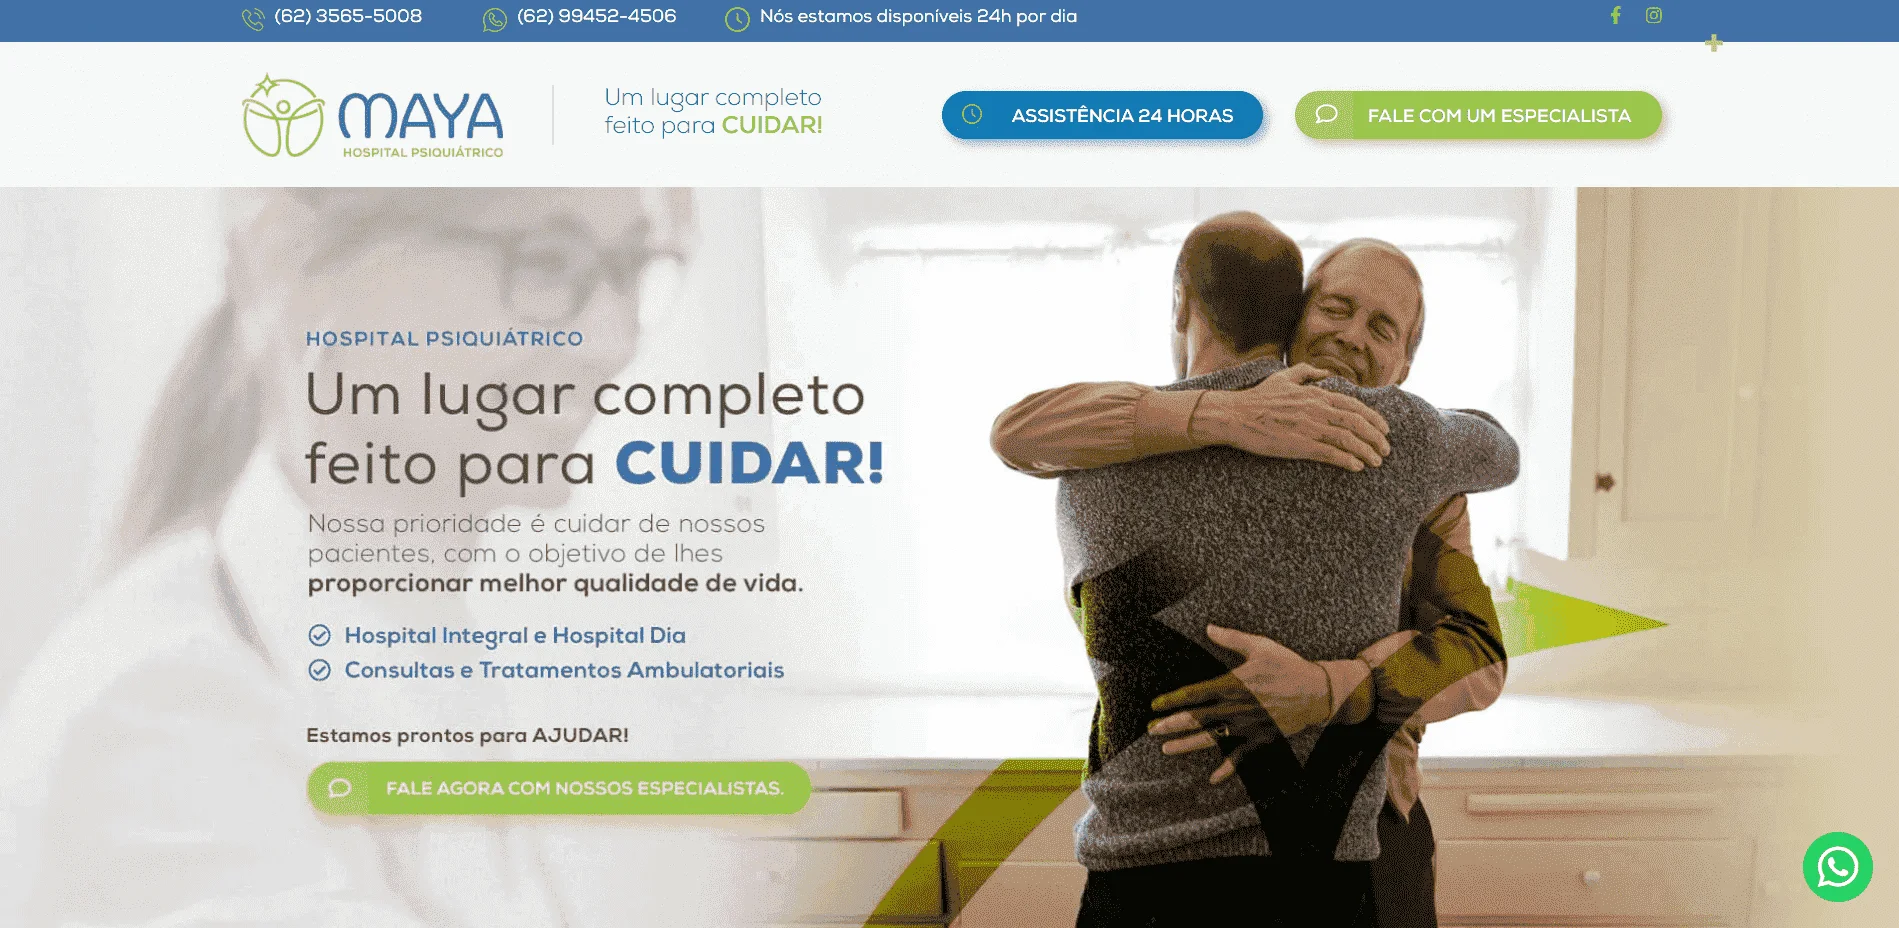 (62) 3565-5008
(62) 99452-4506
Nós estamos disponíveis 24h por dia
MAYA
HOSPITAL PSIQUIÁTRICO
Um lugar completo
feito para CUIDAR!
ASSISTÊNCIA 24 HORAS
FALE COM UM ESPECIALISTA
HOSPITAL PSIQUIÁTRICO
Um lugar completo
feito para CUIDAR!
Nossa prioridade é cuidar de nossos
pacientes, com o objetivo de lhes
proporcionar melhor qualidade de vida.
Hospital Integral e Hospital Dia
Consultas e Tratamentos Ambulatoriais
Estamos prontos para AJUDAR!
FALE AGORA COM NOSSOS ESPECIALISTAS.